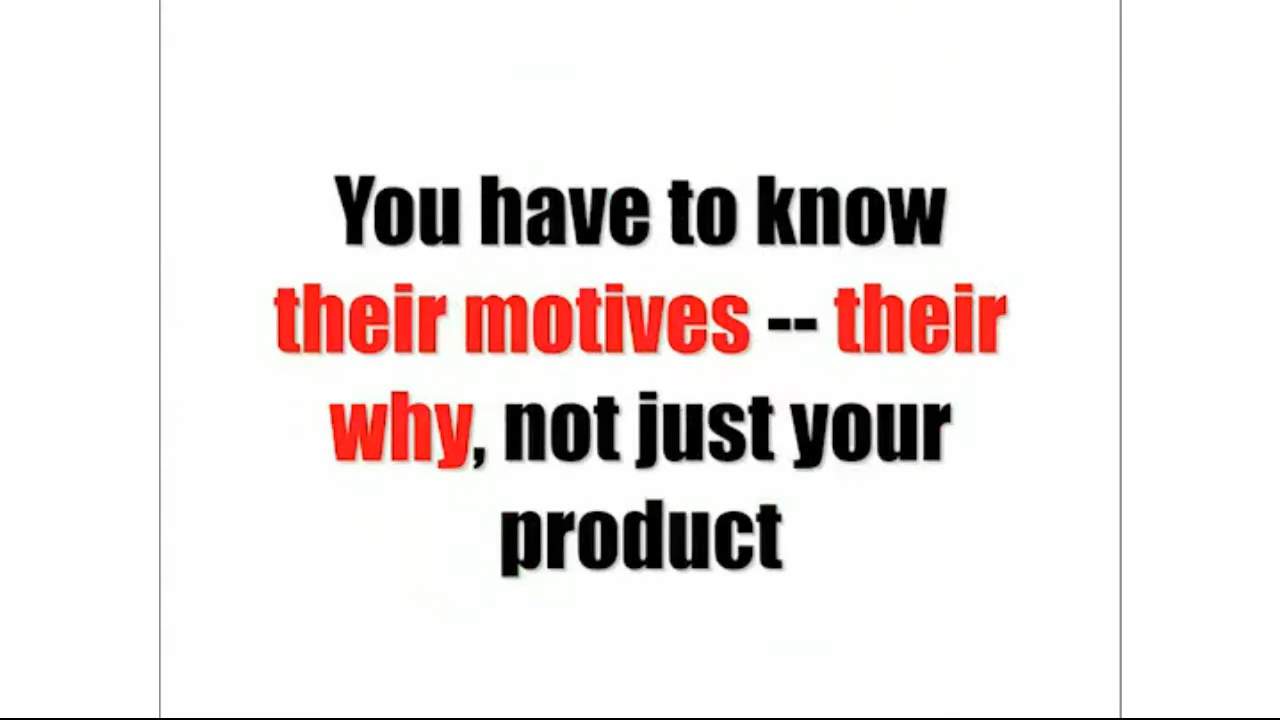 You have to know
their motives -- their
why, not just your
product